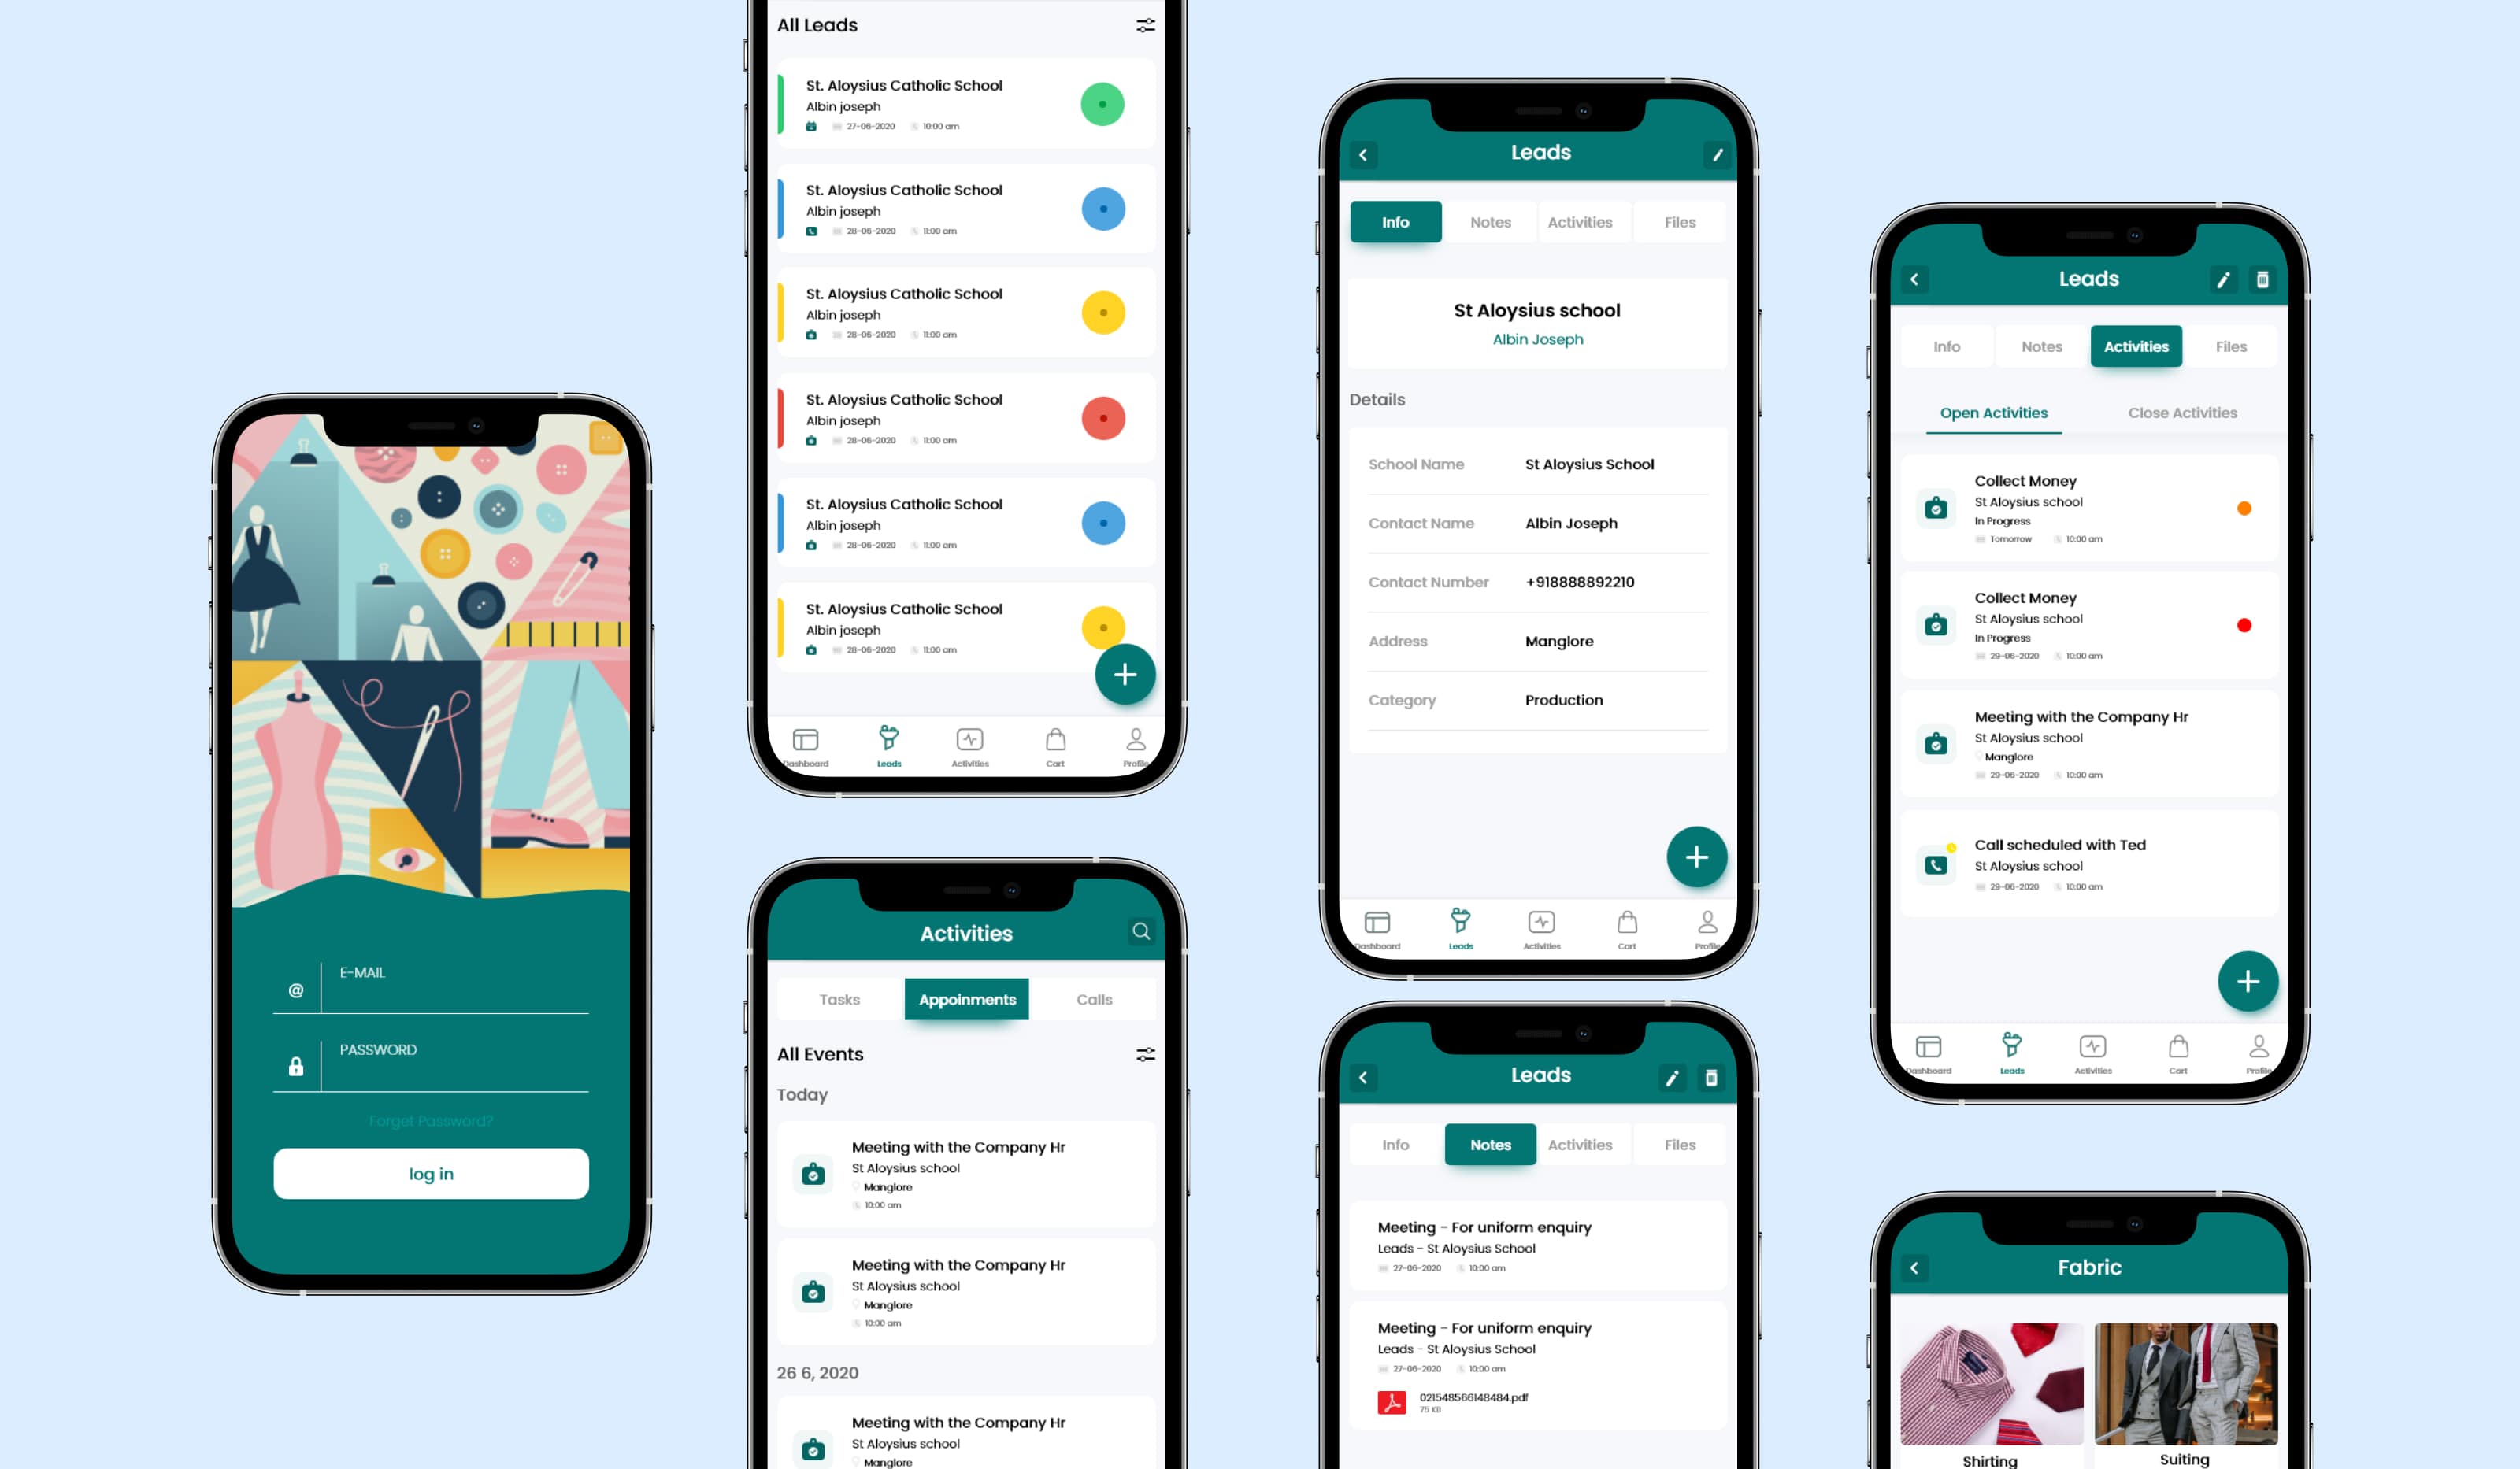 E-MAIL
@
PASSWORD
Forget Password?
log in
All Leads
St. Aloysius Catholic School
Albin joseph
27-06-2020 10:00 am
St. Aloysius Catholic School
Albin joseph
28-06-2020 11:00 am
St. Aloysius Catholic School
Albin joseph
28-06-2020 11:00 am
St. Aloysius Catholic School
Albin joseph
28-06-2020 11:00 am
St. Aloysius Catholic School
Albin joseph
28-06-2020 11:00 am
St. Aloysius Catholic School
Albin joseph
28-06-2020 11:00 am
Dashboard Leads Activities Cart Profile
Activities
Tasks Appoinments Calls
All Events
Today
Meeting with the Company Hr
St Aloysius school
Manglore
10:00 am
Meeting with the Company Hr
St Aloysius school
Manglore
10:00 am
26 6, 2020
Meeting with the Company Hr
St Aloysius school
Manglore
Leads
Info Notes Activities Files
St Aloysius school
Albin Joseph
Details
School Name St Aloysius School
Contact Name Albin Joseph
Contact Number +918888892210
Address Manglore
Category Production
Dashboard Leads Activities Cart Profile
Leads
Info Notes Activities Files
Meeting - For uniform enquiry
Leads - St Aloysius School
27-06-2020 10:00 am
Meeting - For uniform enquiry
Leads - St Aloysius School
27-06-2020 10:00 am
021548566148484.pdf
75 KB
Leads
Info Notes Activities Files
Open Activities Close Activities
Collect Money
St Aloysius school
In Progress
Tomorrow 10:00 am
Collect Money
St Aloysius school
In Progress
29-06-2020 10:00 am
Meeting with the Company Hr
St Aloysius school
Manglore
29-06-2020 10:00 am
Call scheduled with Ted
St Aloysius school
29-06-2020 10:00 am
Dashboard Leads Activities Cart Profile
Fabric
Shirting Suiting